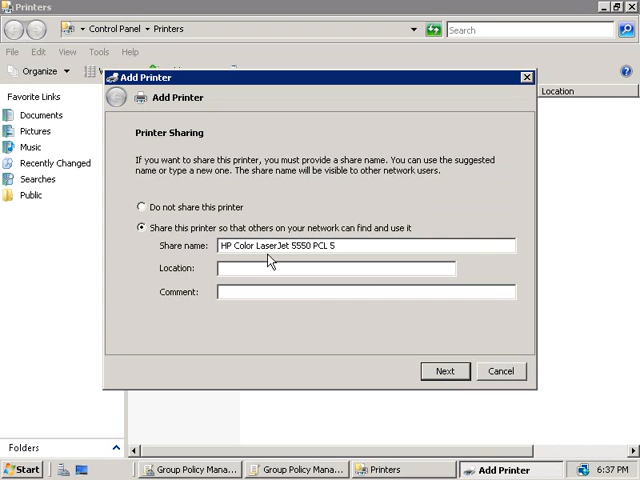 Printers
Control Panel ▸ Printers
Search
File Edit View Tools Help
Organize
Favorite Links
Documents
Pictures
Music
Recently Changed
Searches
Public
Folders
Location
Add Printer
Add Printer
Printer Sharing
If you want to share this printer, you must provide a share name. You can use the suggested
name or type a new one. The share name will be visible to other network users.
Do not share this printer
Share this printer so that others on your network can find and use it
Share name: HP Color LaserJet 5550 PCL 5
Location:
Comment:
Next Cancel
Start Group Policy Mana... Group Policy Mana... Printers Add Printer 6:37 PM